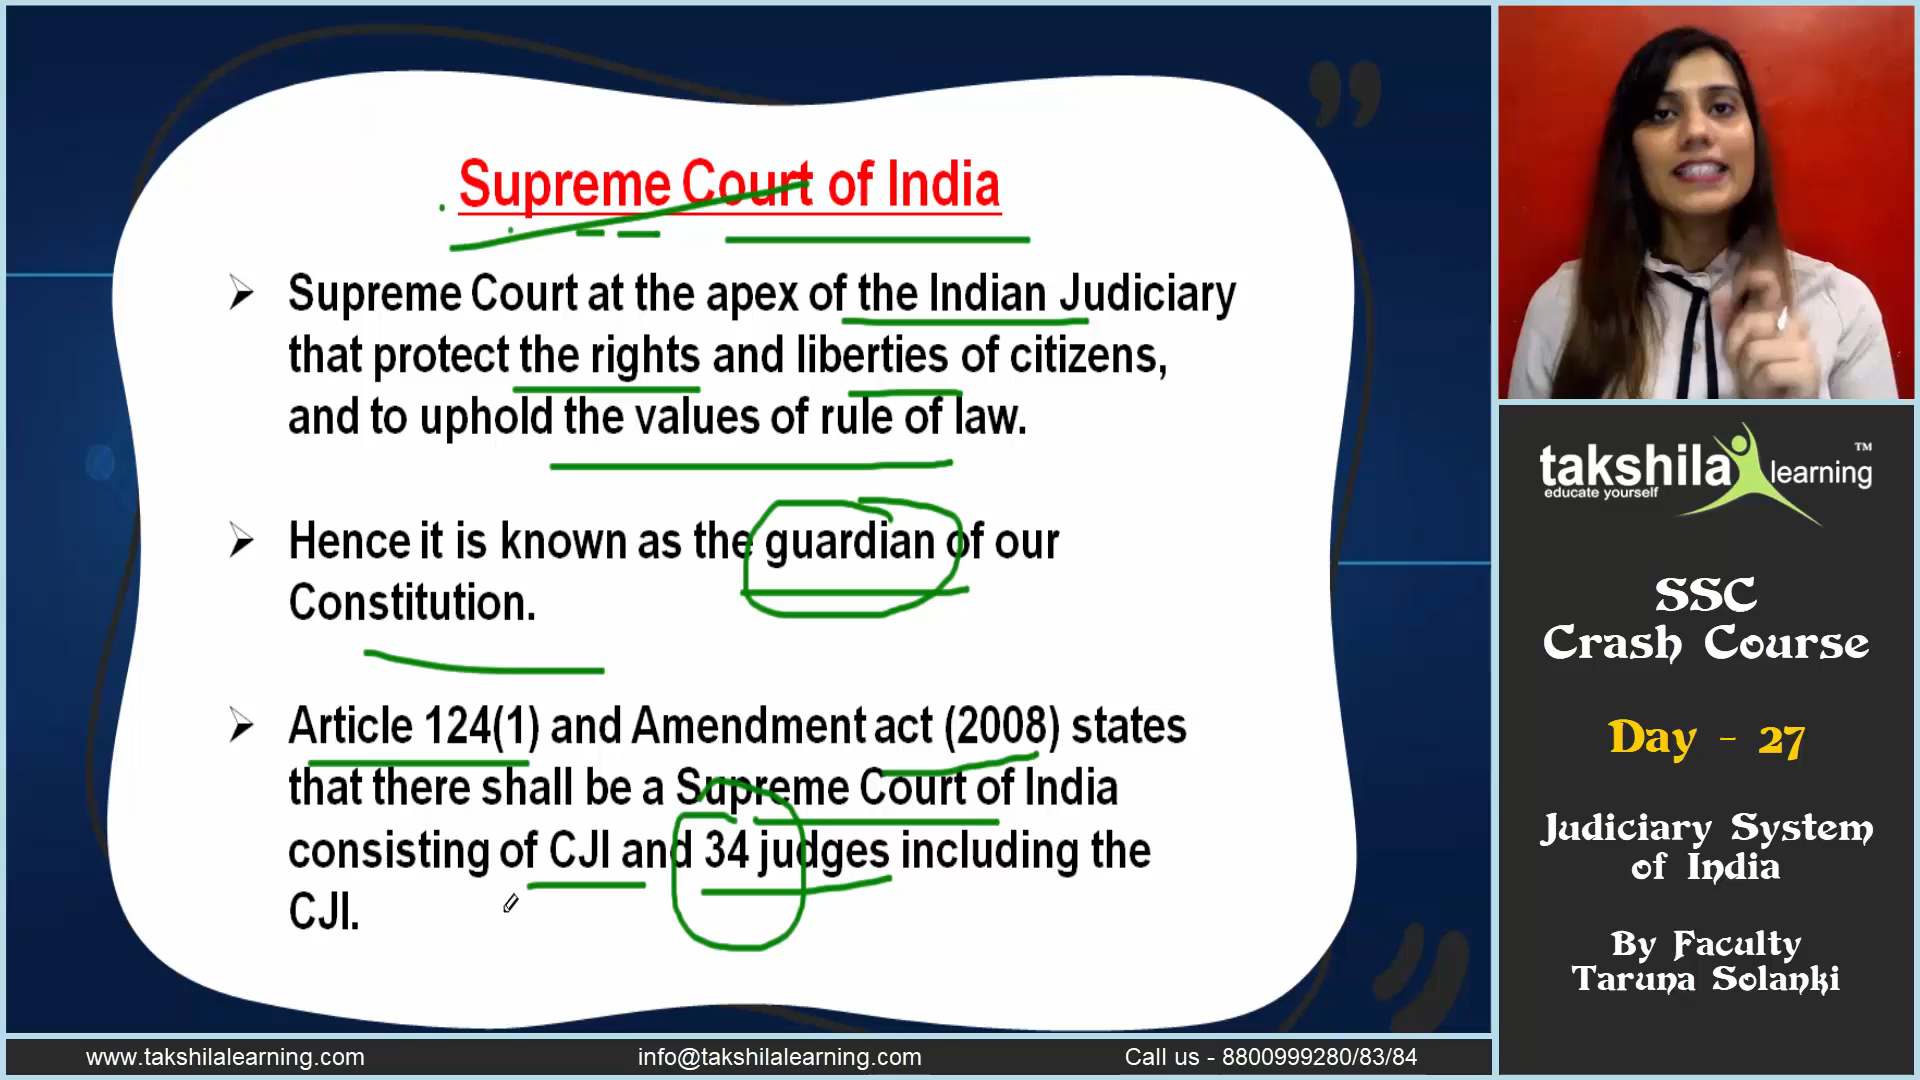 Supreme Court of India
➢ Supreme Court at the apex of the Indian Judiciary
that protect the rights and liberties of citizens,
and to uphold the values of rule of law.
➢ Hence it is known as the guardian of our
Constitution.
➢ Article 124(1) and Amendment act (2008) states
that there shall be a Supreme Court of India
consisting of CJI and 34 judges including the
CJI.
takshila learning ™
educate yourself
SSC
Crash Course
Day - 27
Judiciary System
of India
By Faculty
Taruna Solanki
www.takshilalearning.com
info@takshilalearning.com
Call us - 8800999280/83/84